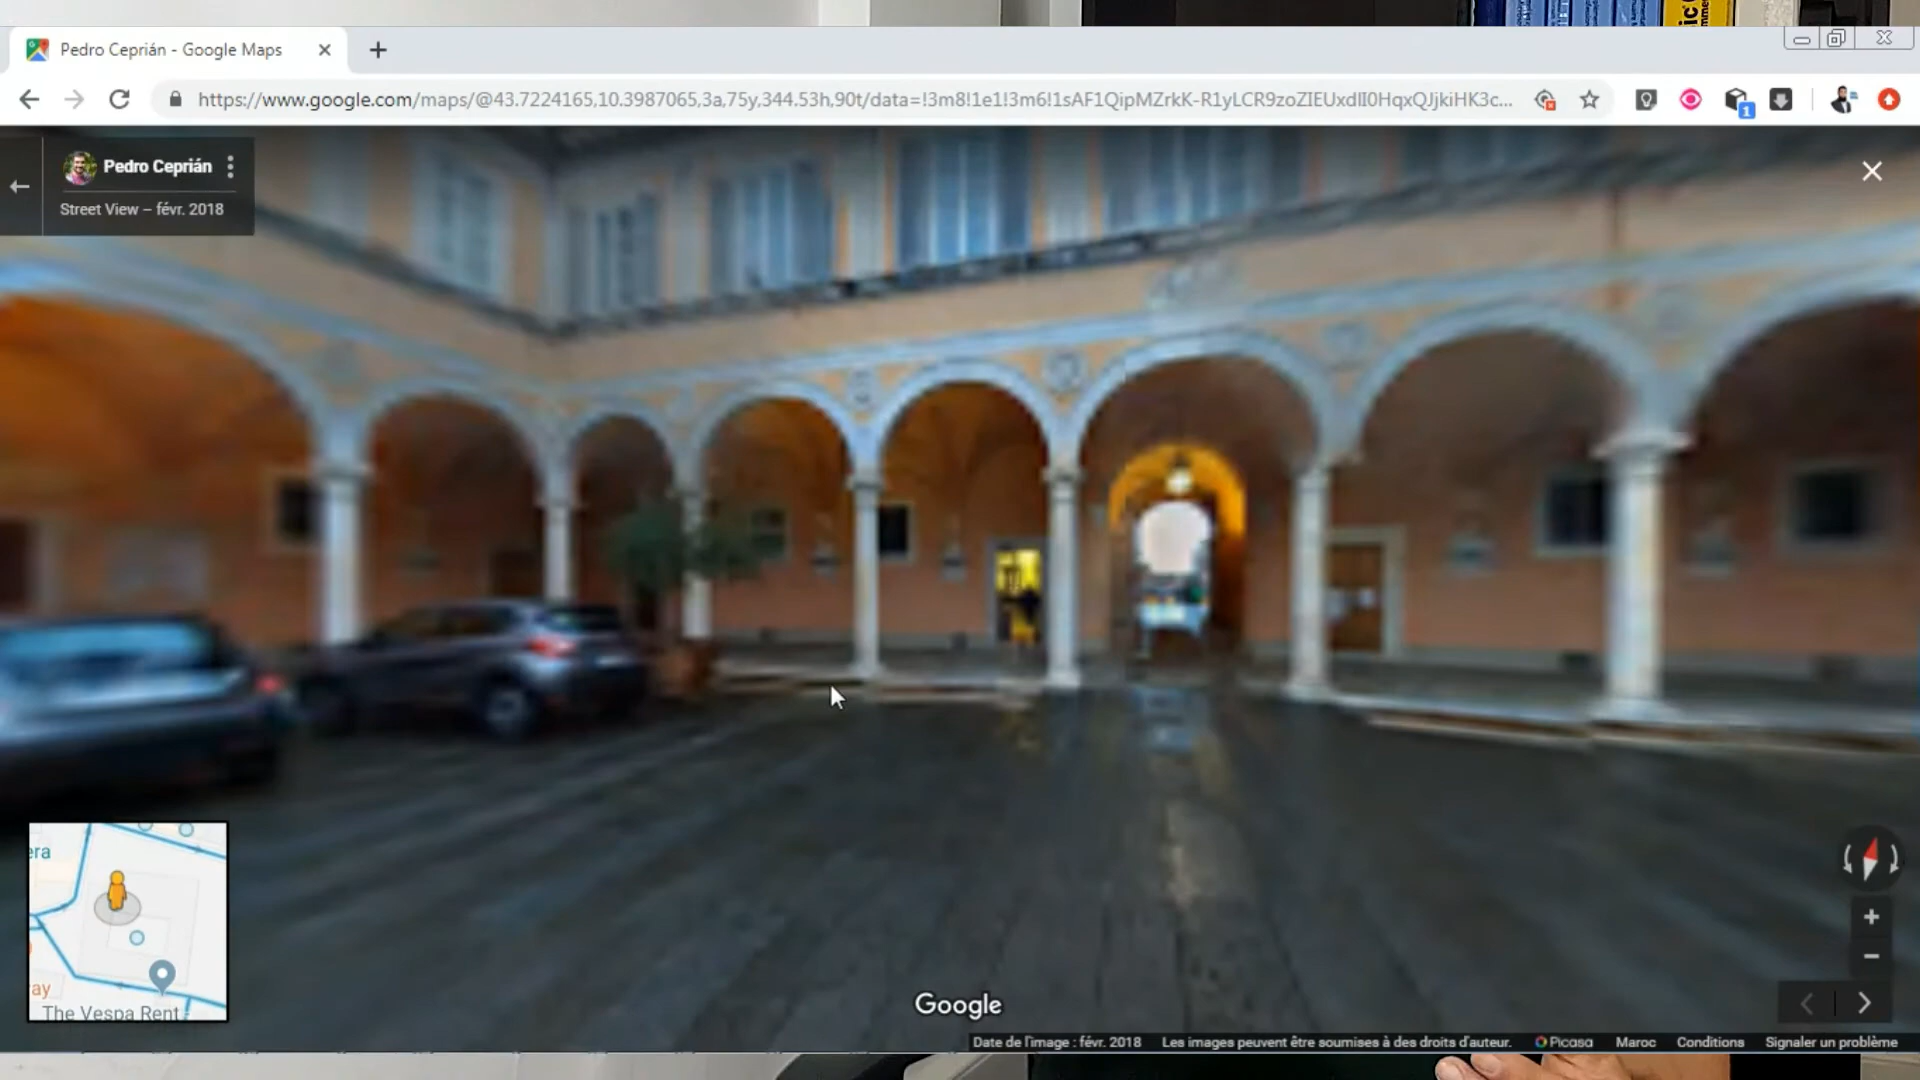 Pedro Ceprián - Google Maps
https://www.google.com/maps/@43.7224165,10.3987065,3a,75y,344.53h,90t/data=!3m8!1e1!3m6!1sAF1QipMZrkK-R1yLCR9zoZIEUxdlI0HqxQJjkiHK3c...
1
Pedro Ceprián
Street View – févr. 2018
era
ay
The Vespa Rent
Google
Date de l'image : févr. 2018 Les images peuvent être soumises à des droits d'auteur. Picasa Maroc Conditions Signaler un problème